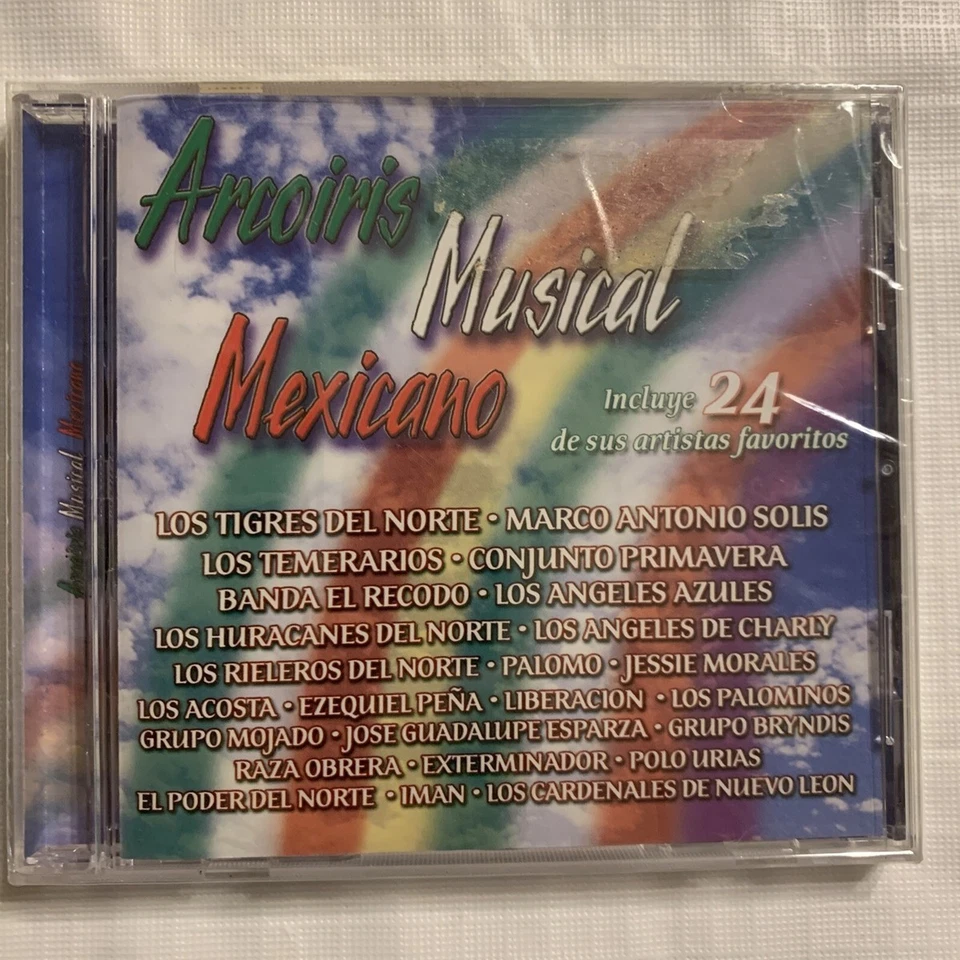 Arcoiris
Musical
Mexicano
Incluye 24
de sus artistas favoritos
LOS TIGRES DEL NORTE • MARCO ANTONIO SOLIS
LOS TEMERARIOS • CONJUNTO PRIMAVERA
BANDA EL RECODO • LOS ANGELES AZULES
LOS HURACANES DEL NORTE • LOS ANGELES DE CHARLY
LOS RIELEROS DEL NORTE • PALOMO • JESSIE MORALES
LOS ACOSTA • EZEQUIEL PEÑA • LIBERACION • LOS PALOMINOS
GRUPO MOJADO • JOSE GUADALUPE ESPARZA • GRUPO BRYNDIS
RAZA OBRERA • EXTERMINADOR • POLO URIAS
EL PODER DEL NORTE • IMAN • LOS CARDENALES DE NUEVO LEON
Arcoiris Musical Mexicano